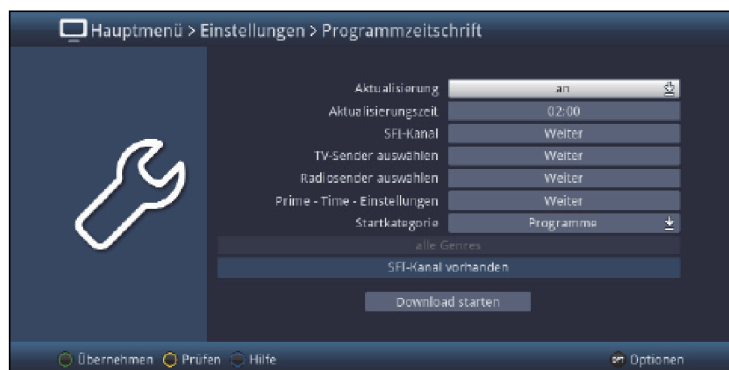 Hauptmenü > Einstellungen > Programmzeitschrift
Aktualisierung an
Aktualisierungszeit 02:00
SFI-Kanal Weiter
TV-Sender auswählen Weiter
Radiosender auswählen Weiter
Prime - Time - Einstellungen Weiter
Startkategorie Programme
alle Genres
SFI-Kanal vorhanden
Download starten
Übernehmen Prüfen Hilfe OPT Optionen